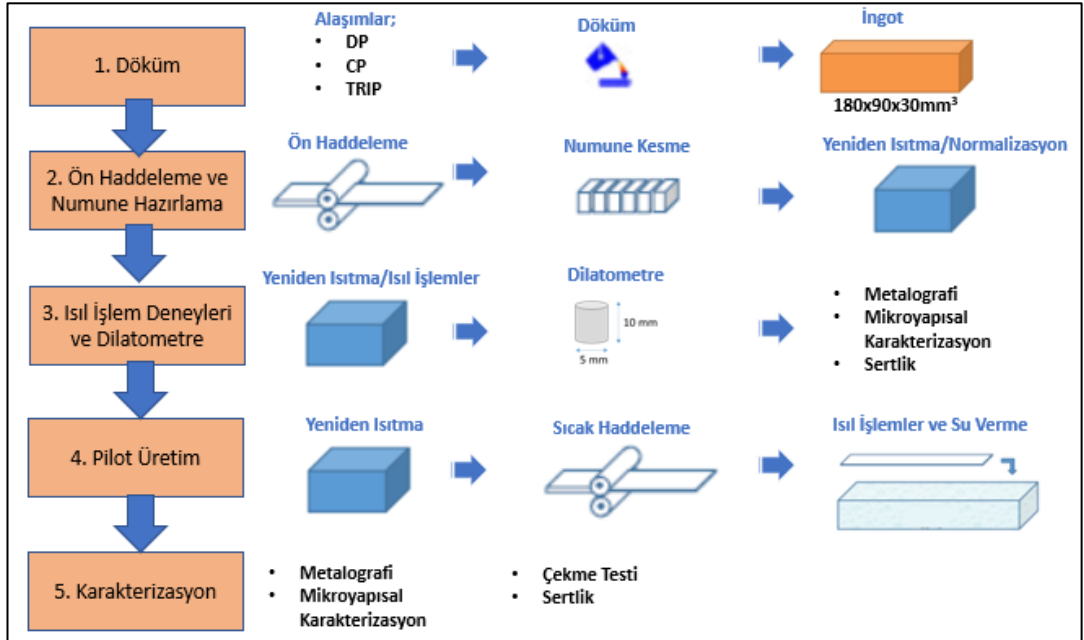 1. Döküm
Alaşımlar;
• DP
• CP
• TRIP
Döküm
İngot
180x90x30mm³
2. Ön Haddeleme ve
Numune Hazırlama
Ön Haddeleme
Numune Kesme
Yeniden Isıtma/Normalizasyon
3. Isıl İşlem Deneyleri
ve Dilatometre
Yeniden Isıtma/Isıl İşlemler
Dilatometre
10 mm
5 mm
• Metalografi
• Mikroyapısal
Karakterizasyon
• Sertlik
4. Pilot Üretim
Yeniden Isıtma
Sıcak Haddeleme
Isıl İşlemler ve Su Verme
5. Karakterizasyon
• Metalografi
• Mikroyapısal
Karakterizasyon
• Çekme Testi
• Sertlik